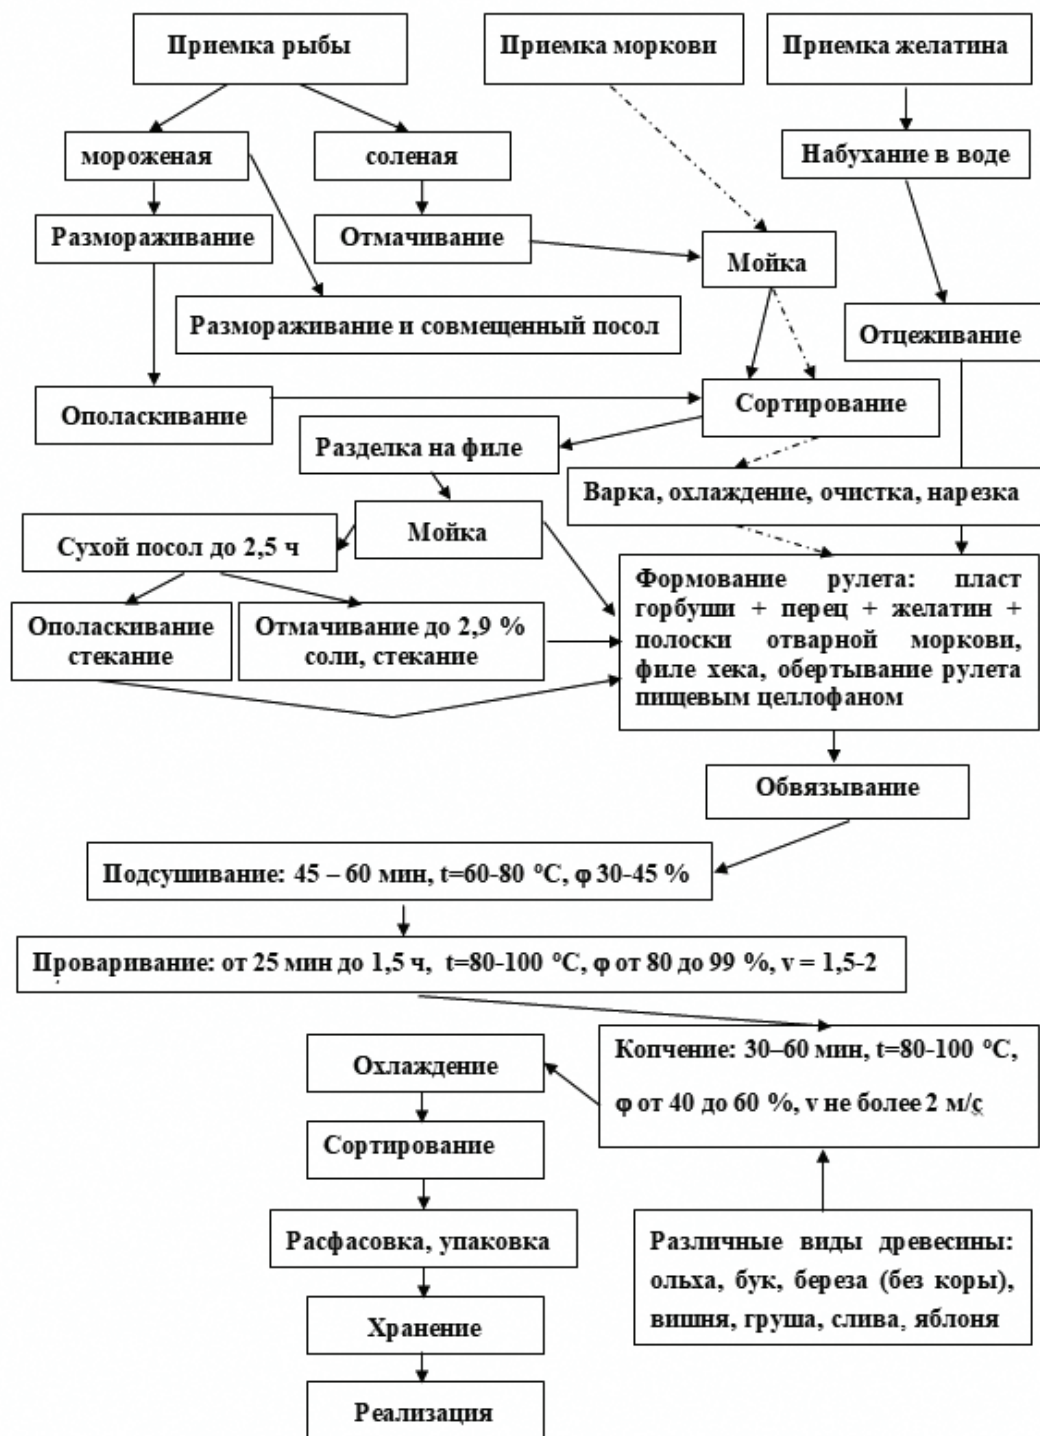 Приемка рыбы
Приемка моркови
Приемка желатина
мороженая
соленая
Набухание в воде
Размораживание
Отмачивание
Мойка
Размораживание и совмещенный посол
Отцеживание
Ополаскивание
Сортирование
Разделка на филе
Варка, охлаждение, очистка, нарезка
Мойка
Сухой посол до 2,5 ч
Формование рулета: пласт
горбуши + перец + желатин +
полоски отварной моркови,
филе хека, обертывание рулета
пищевым целлофаном
Ополаскивание
стекание
Отмачивание до 2,9 %
соли, стекание
Обвязывание
Подсушивание: 45 – 60 мин, t=60-80 °C, φ 30-45 %
Проваривание: от 25 мин до 1,5 ч, t=80-100 °C, φ от 80 до 99 %, v = 1,5-2
Копчение: 30–60 мин, t=80-100 °C,
φ от 40 до 60 %, v не более 2 м/с
Охлаждение
Сортирование
Расфасовка, упаковка
Различные виды древесины:
ольха, бук, береза (без коры),
вишня, груша, слива, яблоня
Хранение
Реализация